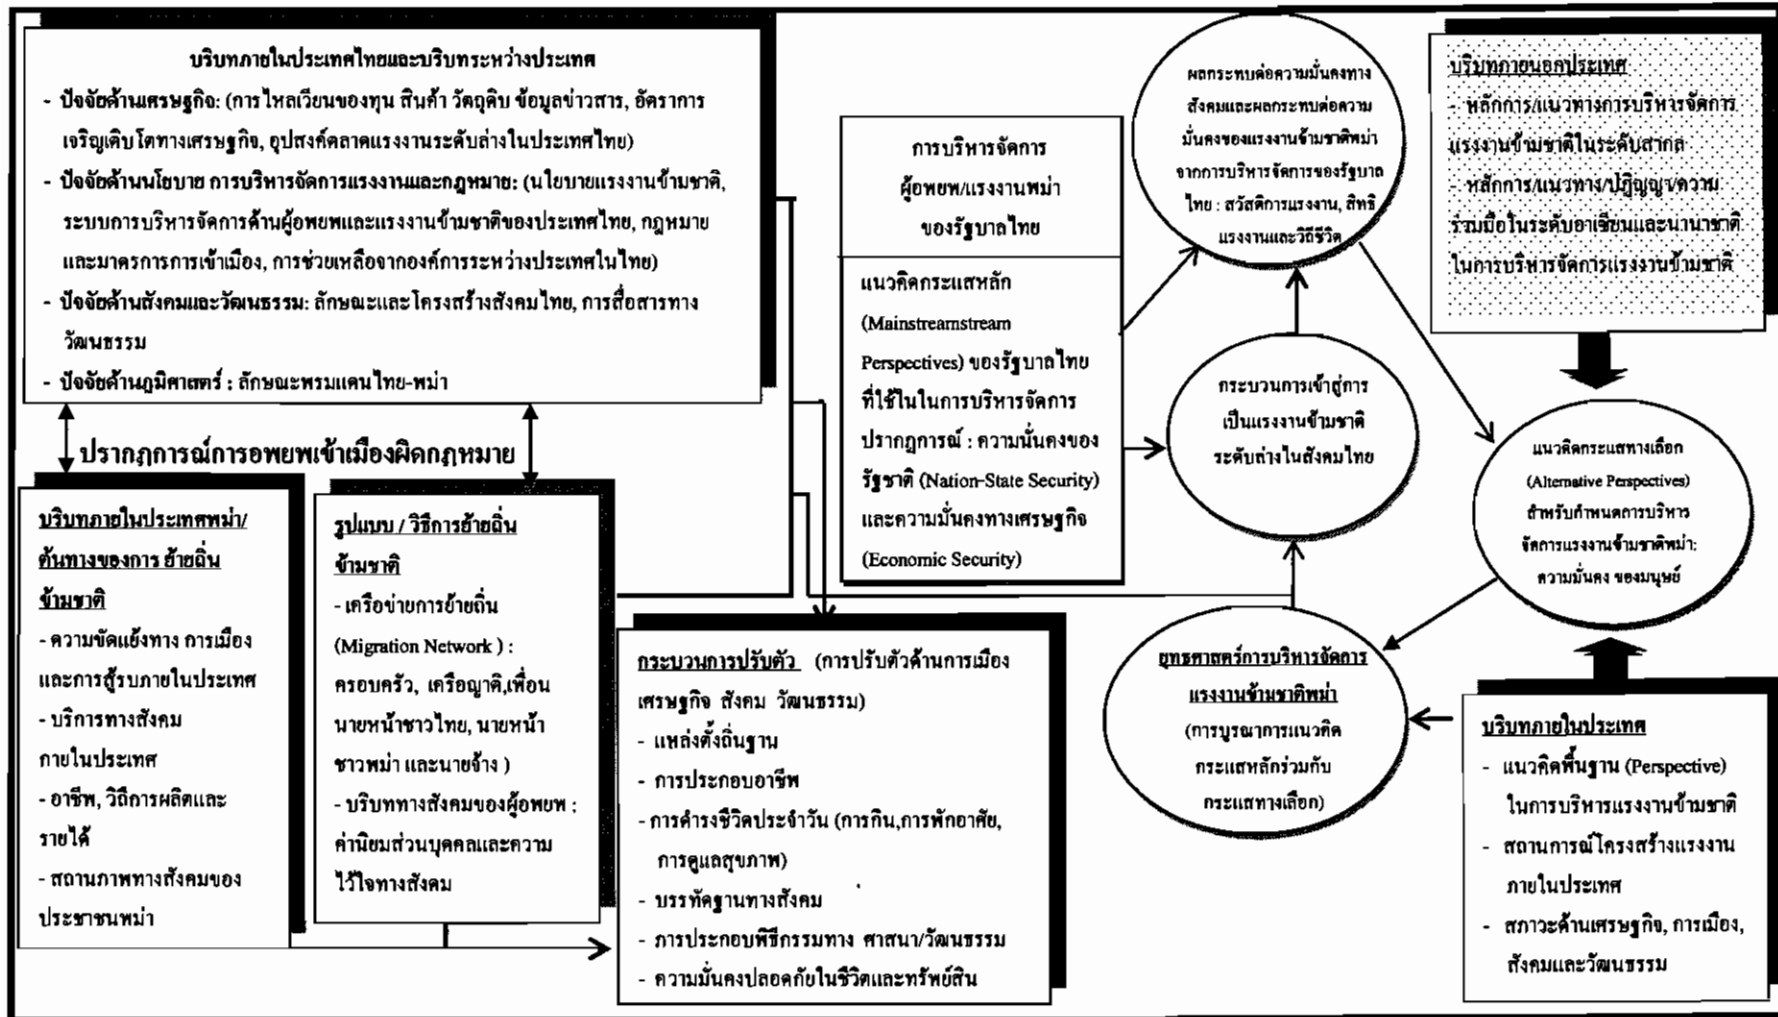 บริบทภายในประเทศไทยและบริบทระหว่างประเทศ
- ปัจจัยด้านเศรษฐกิจ: (การไหลเวียนของทุน สินค้า วัตถุดิบ ข้อมูลข่าวสาร, อัตราการ
เจริญเติบโตทางเศรษฐกิจ, อุปสงค์ตลาดแรงงานระดับล่างในประเทศไทย)
- ปัจจัยด้านนโยบาย การบริหารจัดการแรงงานและกฎหมาย: (นโยบายแรงงานข้ามชาติ,
ระบบการบริหารจัดการด้านผู้อพยพและแรงงานข้ามชาติของประเทศไทย, กฎหมาย
และมาตรการการเข้าเมือง, การช่วยเหลือจากองค์การระหว่างประเทศในไทย)
- ปัจจัยด้านสังคมและวัฒนธรรม: ลักษณะและโครงสร้างสังคมไทย, การสื่อสารทาง
วัฒนธรรม
- ปัจจัยด้านภูมิศาสตร์ : ลักษณะพรมแดนไทย-พม่า
ปรากฏการณ์การอพยพเข้าเมืองผิดกฎหมาย
บริบทภายในประเทศพม่า/
ต้นทางของการ ย้ายถิ่น
ข้ามชาติ
- ความขัดแย้งทาง การเมือง
และการสู้รบภายในประเทศ
- บริการทางสังคม
ภายในประเทศ
- อาชีพ, วิถีการผลิตและ
รายได้
- สถานภาพทางสังคมของ
ประชาชนพม่า
รูปแบบ / วิธีการย้ายถิ่น
ข้ามชาติ
- เครือข่ายการย้ายถิ่น
(Migration Network ) :
ครอบครัว, เครือญาติ,เพื่อน
นายหน้าชาวไทย, นายหน้า
ชาวพม่า และนายจ้าง )
- บริบททางสังคมของผู้อพยพ :
ค่านิยมส่วนบุคคลและความ
ไว้ใจทางสังคม
กระบวนการปรับตัว (การปรับตัวด้านการเมือง
เศรษฐกิจ สังคม วัฒนธรรม)
- แหล่งตั้งถิ่นฐาน
- การประกอบอาชีพ
- การดำรงชีวิตประจำวัน (การกิน,การพักอาศัย,
การดูแลสุขภาพ)
- บรรทัดฐานทางสังคม
- การประกอบพิธีกรรมทาง ศาสนา/วัฒนธรรม
- ความมั่นคงปลอดภัยในชีวิตและทรัพย์สิน
การบริหารจัดการ
ผู้อพยพ/แรงงานพม่า
ของรัฐบาลไทย
แนวคิดกระแสหลัก
(Mainstreamstream
Perspectives) ของรัฐบาลไทย
ที่ใช้ในในการบริหารจัดการ
ปรากฏการณ์ : ความมั่นคงของ
รัฐชาติ (Nation-State Security)
และความมั่นคงทางเศรษฐกิจ
(Economic Security)
ผลกระทบต่อความมั่นคงทาง
สังคมและผลกระทบต่อความ
มั่นคงของแรงงานข้ามชาติพม่า
จากการบริหารจัดการของรัฐบาล
ไทย : สวัสดิการแรงงาน, สิทธิ
แรงงานและวิถีชีวิต
กระบวนการเข้าสู่การ
เป็นแรงงานข้ามชาติ
ระดับล่างในสังคมไทย
ยุทธศาสตร์การบริหารจัดการ
แรงงานข้ามชาติพม่า
(การบูรณาการแนวคิด
กระแสหลักร่วมกับ
กระแสทางเลือก)
บริบทภายนอกประเทศ
- หลักการ/แนวทางการบริหารจัดการ
แรงงานข้ามชาติในระดับสากล
- หลักการ/แนวทาง/ปฏิญญา/ความ
ร่วมมือในระดับอาเซียนและนานาชาติ
ในการบริหารจัดการแรงงานข้ามชาติ
แนวคิดกระแสทางเลือก
(Alternative Perspectives)
สำหรับกำหนดการบริหาร
จัดการแรงงานข้ามชาติพม่า:
ความมั่นคง ของมนุษย์
บริบทภายในประเทศ
- แนวคิดพื้นฐาน (Perspective)
ในการบริหารแรงงานข้ามชาติ
- สถานการณ์โครงสร้างแรงงาน
ภายในประเทศ
- สภาวะด้านเศรษฐกิจ, การเมือง,
สังคมและวัฒนธรรม